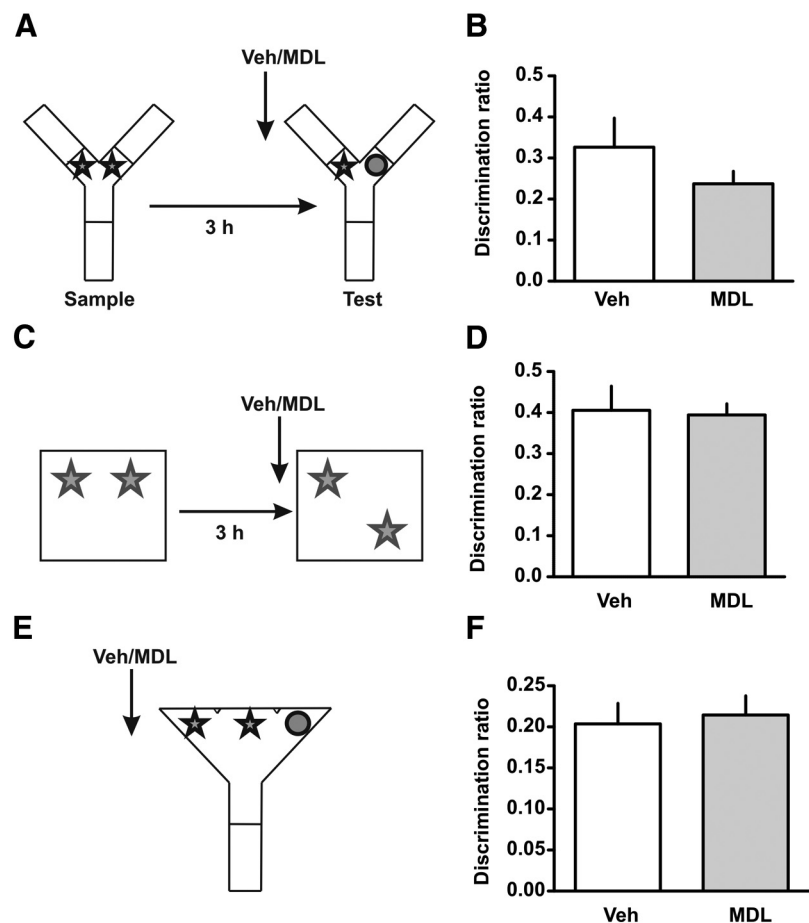 A
Veh/MDL
3 h
Sample
Test
B
Discrimination ratio
0.5
0.4
0.3
0.2
0.1
0.0
Veh MDL
C
Veh/MDL
3 h
D
Discrimination ratio
0.5
0.4
0.3
0.2
0.1
0.0
Veh MDL
E
Veh/MDL
F
Discrimination ratio
0.25
0.20
0.15
0.10
0.05
0.00
Veh MDL